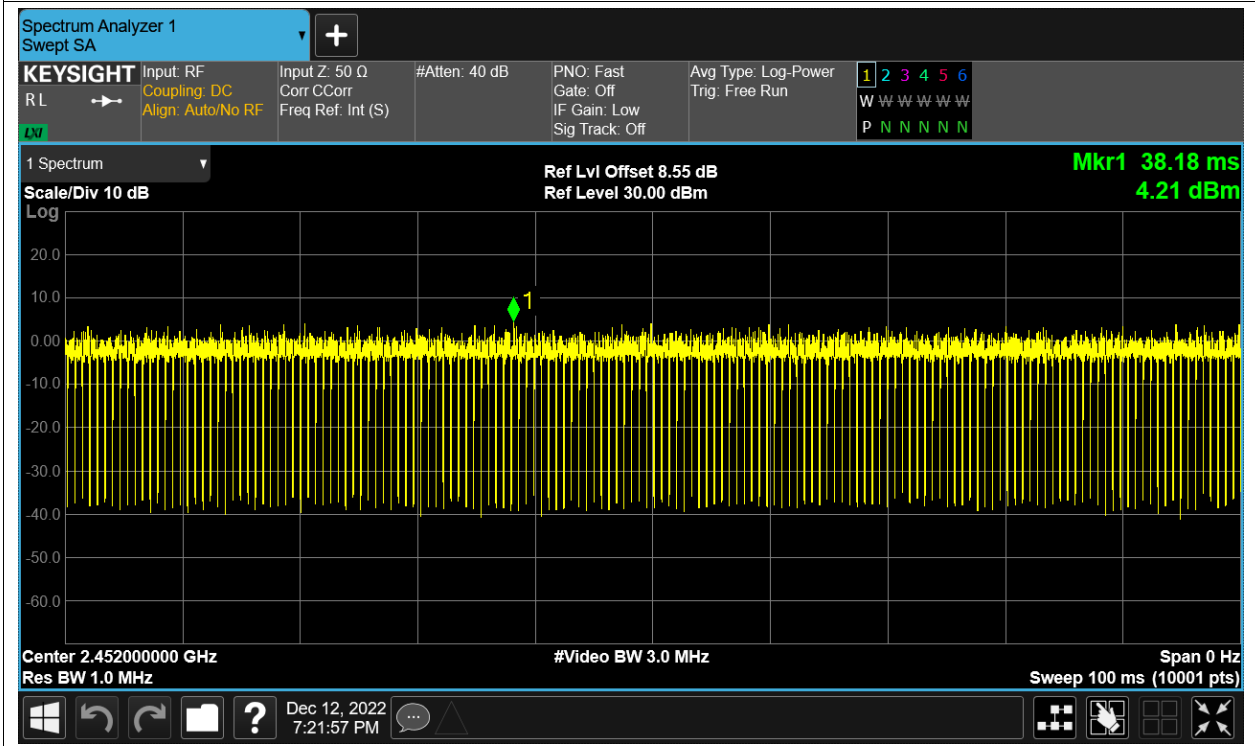 Spectrum Analyzer 1
Swept SA
+
KEYSIGHT
R L
LXI
Input: RF
Coupling: DC
Align: Auto/No RF
Input Z: 50 Ω
Corr CCorr
Freq Ref: Int (S)
#Atten: 40 dB
PNO: Fast
Gate: Off
IF Gain: Low
Sig Track: Off
Avg Type: Log-Power
Trig: Free Run
1 2 3 4 5 6
W W W W W W
P N N N N N
1 Spectrum
Scale/Div 10 dB
Log
Ref Lvl Offset 8.55 dB
Ref Level 30.00 dBm
Mkr1 38.18 ms
4.21 dBm
20.0
10.0
1
0.00
-10.0
-20.0
-30.0
-40.0
-50.0
-60.0
Center 2.452000000 GHz
#Video BW 3.0 MHz
Span 0 Hz
Res BW 1.0 MHz
Sweep 100 ms (10001 pts)
?
Dec 12, 2022
7:21:57 PM